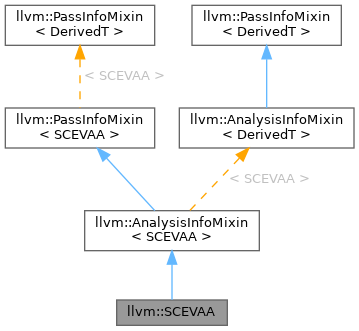 llvm::PassInfoMixin
< DerivedT >
llvm::PassInfoMixin
< DerivedT >
< SCEVAA >
llvm::PassInfoMixin
< SCEVAA >
llvm::AnalysisInfoMixin
< DerivedT >
< SCEVAA >
llvm::AnalysisInfoMixin
< SCEVAA >
llvm::SCEVAA